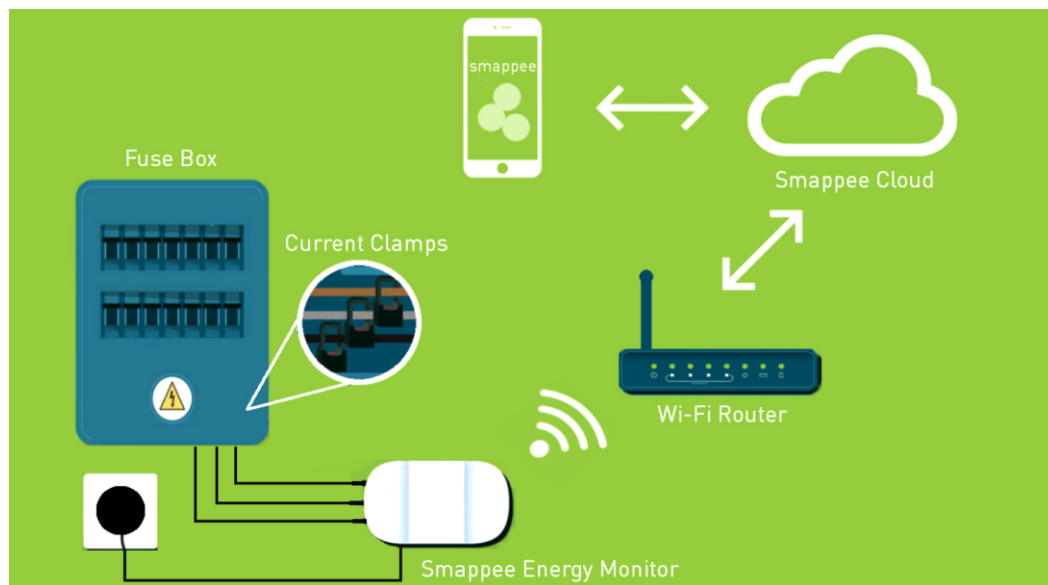 smappee
Smappee Cloud
Fuse Box
Current Clamps
Wi-Fi Router
Smappee Energy Monitor